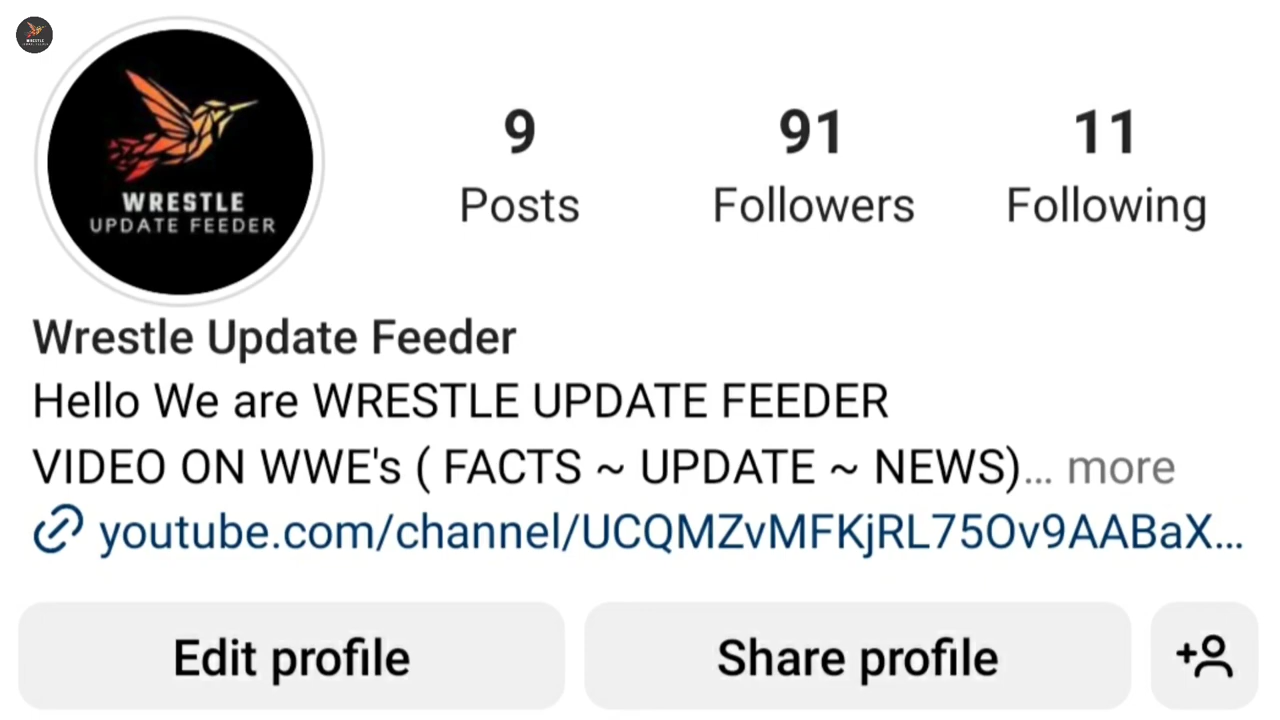 WRESTLE
UPDATE FEEDER
9
Posts
91
Followers
11
Following
Wrestle Update Feeder
Hello We are WRESTLE UPDATE FEEDER
VIDEO ON WWE's ( FACTS ~ UPDATE ~ NEWS)... more
youtube.com/channel/UCQMZvMFKjRL75Ov9AABaX...
Edit profile
Share profile